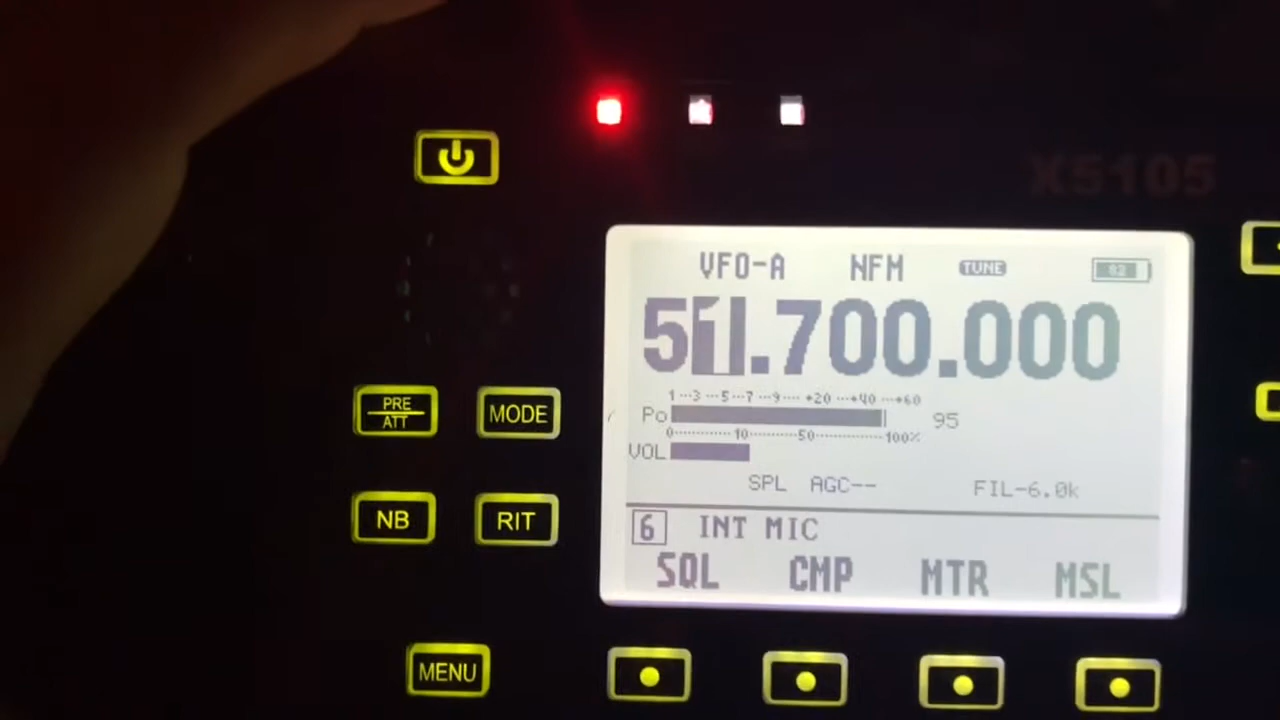 X5105
VFO-A NFM TUNE 82
51.700.000
1 3 5 7 9 +20 +40 +60
Po 95
0 10 50 100%
VOL
SPL AGC-- FIL-6.0k
6 INT MIC
SQL CMP MTR MSL
PRE
ATT
MODE
NB
RIT
MENU